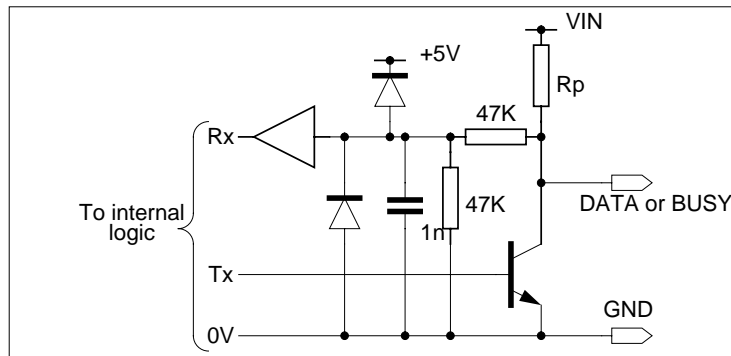 VIN
+5V
Rp
47K
Rx
47K
DATA or BUSY
To internal
logic
1n
Tx
GND
0V